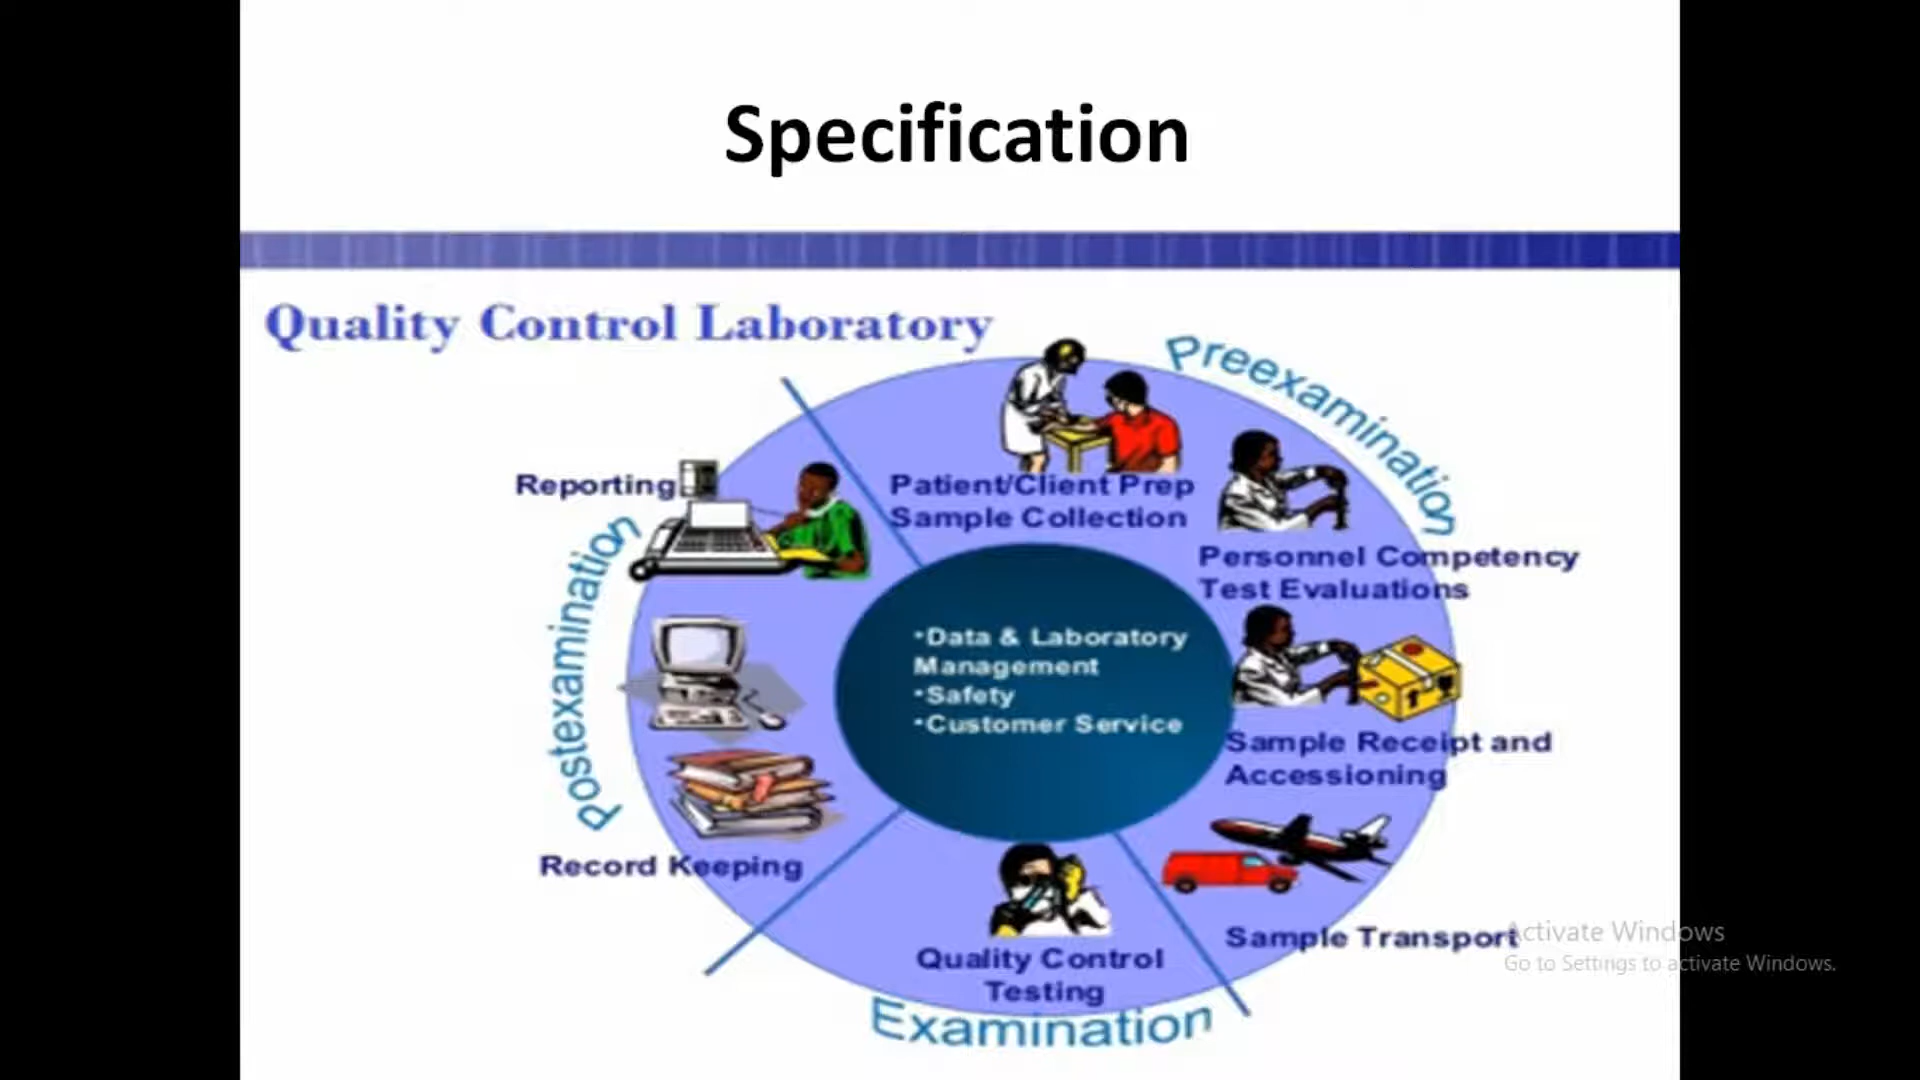 Specification
Quality Control Laboratory
Preexamination
Patient/Client Prep
Sample Collection
Personnel Competency
Test Evaluations
Sample Receipt and
Accessioning
Sample Transport
Examination
Quality Control
Testing
Postexamination
Reporting
Record Keeping
•Data & Laboratory
Management
•Safety
•Customer Service
Activate Windows
Go to Settings to activate Windows.